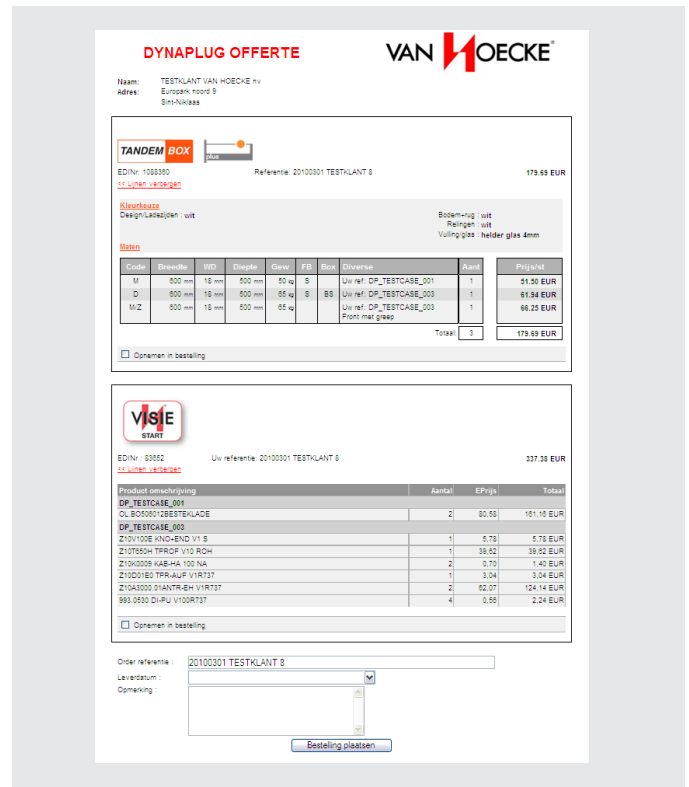 DYNAPLUG OFFERTE
VAN HOECKE
Naam: TESTKLANT VAN HOECKE nv
Adres: Europark noord 9
Sint-Niklaas
TANDEM BOX plus
EDINr: 1088360 Referentie: 20100301 TESTKLANT 8 179.69 EUR
<< Lijnen verbergen
Kleurkeuze
Design/Ladezijden : wit Bodem+rug : wit
Relingen : wit
Vulling/glas : helder glas 4mm
Maten
Code Breedte WD Diepte Gew FB Box Diverse Aant Prijs/st
M 600 mm 18 mm 500 mm 50 kg S Uw ref: DP_TESTCASE_001 1 51.50 EUR
D 600 mm 18 mm 500 mm 65 kg S BS Uw ref: DP_TESTCASE_003 1 61.94 EUR
M/Z 600 mm 18 mm 500 mm 65 kg Uw ref: DP_TESTCASE_003 1 66.25 EUR
Front met greep
Totaal: 3 179.69 EUR
Opnemen in bestelling
VISIE
START
EDINr : 83652 Uw referentie: 20100301 TESTKLANT 8 337.38 EUR
<< Lijnen verbergen
Product omschrijving Aantal EPrijs Totaal
DP_TESTCASE_001
OL.BO506012BESTEKLADE 2 80,58 161,16 EUR
DP_TESTCASE_003
Z10V100E KNO+END V1 S 1 5,78 5,78 EUR
Z10T650H TPROF V10 ROH 1 39,62 39,62 EUR
Z10K0009 KAB-HA 100 NA 2 0,70 1,40 EUR
Z10D01E0 TPR-AUF V1R737 1 3,04 3,04 EUR
Z10A3000.01ANTR-EH V1R737 2 62,07 124,14 EUR
993.0530 DI-PU V100R737 4 0,56 2,24 EUR
Opnemen in bestelling
Order referentie : 20100301 TESTKLANT 8
Leverdatum :
Opmerking :
Bestelling plaatsen